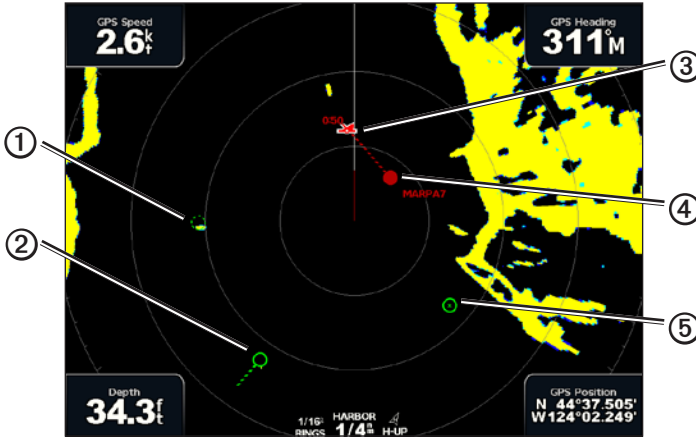 GPS Speed
2.6kt
GPS Heading
311°M
③
0:50
①
④
MARPA7
②
⑤
Depth
34.3ft
1/16
RINGS
HARBOR
1/4nm
H-UP
GPS Position
N 44°37.505'
W124°02.249'